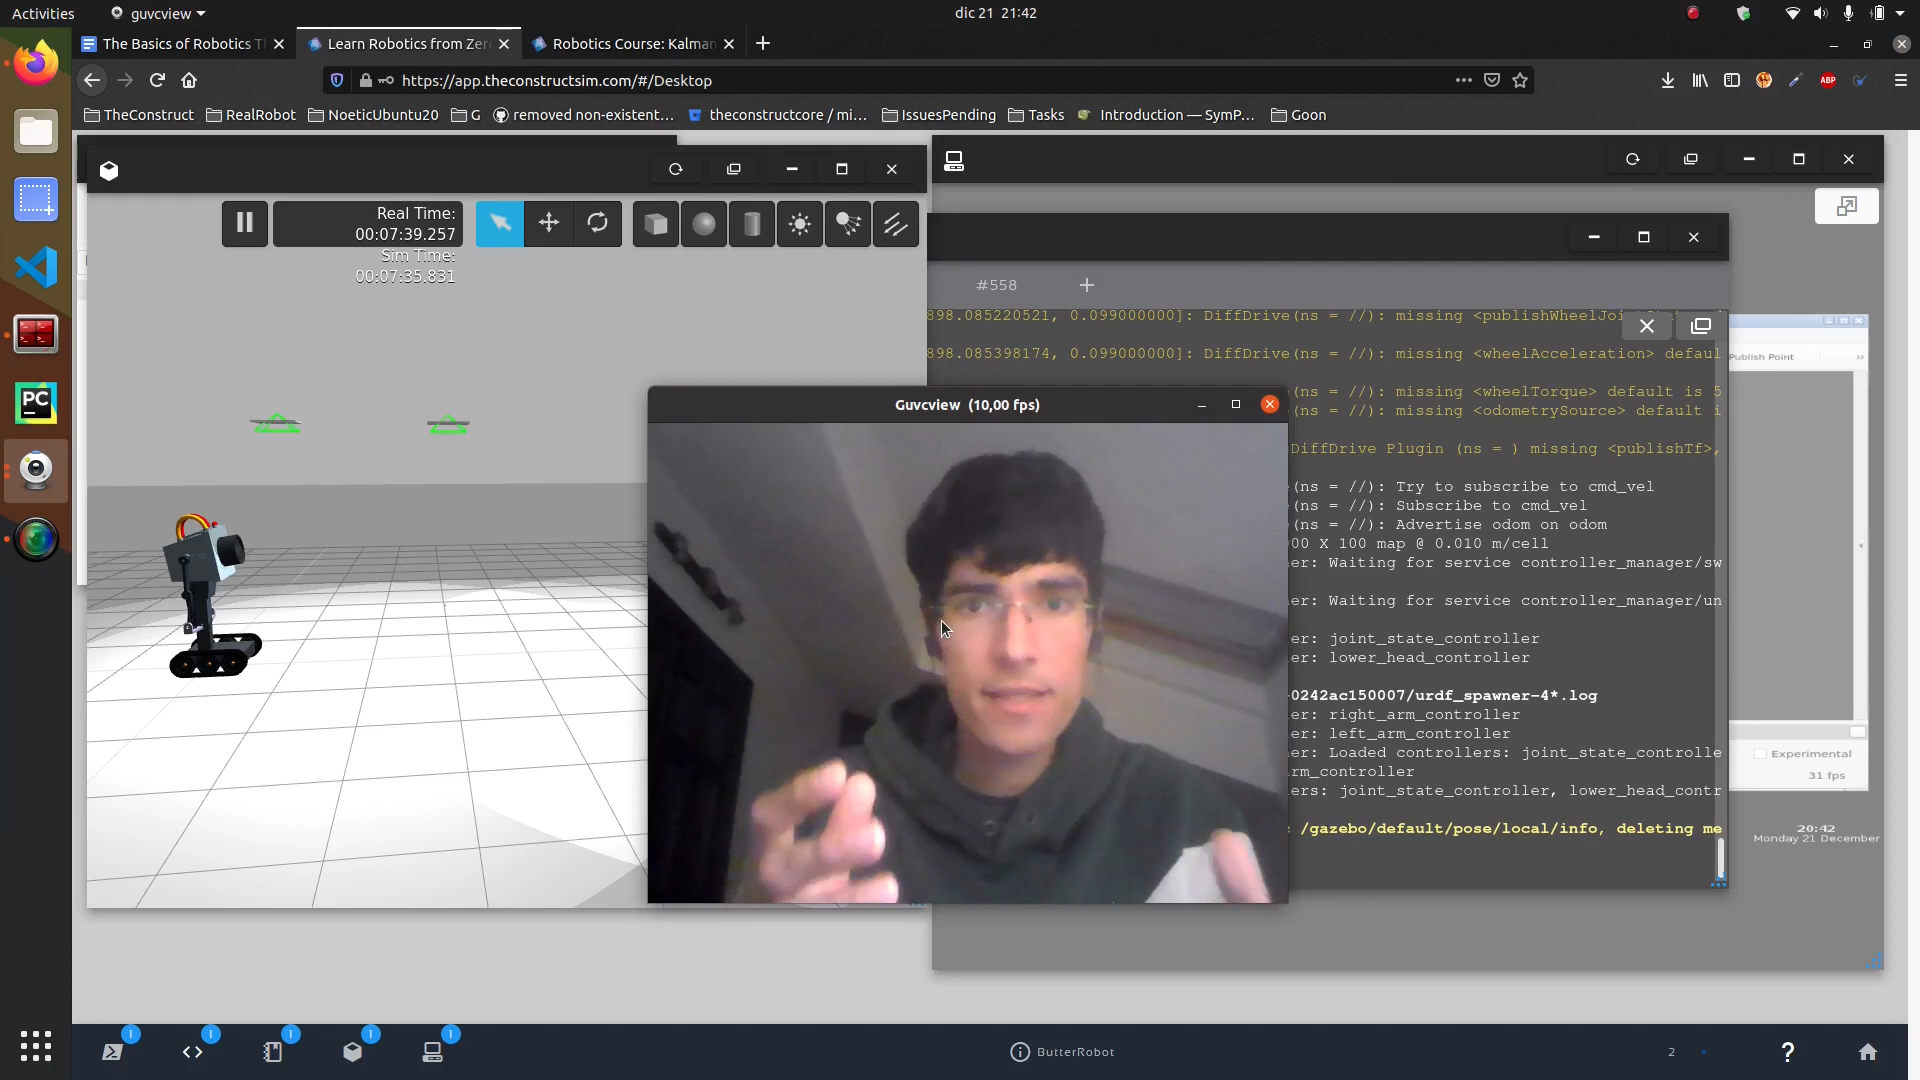 Activities
guvcview
dic 21 21:42
The Basics of Robotics T
Learn Robotics from Zer
Robotics Course: Kalman
https://app.theconstructsim.com/#/Desktop
ABP
TheConstruct
RealRobot
NoeticUbuntu20
G
removed non-existent…
theconstructcore / mi…
IssuesPending
Tasks
Introduction — SymP…
Goon
Real Time:
00:07:39.257
Sim Time:
00:07:35.831
#558
898.085220521, 0.099000000]: DiffDrive(ns = //): missing <publishWheelJoi
898.085398174, 0.099000000]: DiffDrive(ns = //): missing <wheelAcceleration> defaul
(ns = //): missing <wheelTorque> default is 5
(ns = //): missing <odometrySource> default i
DiffDrive Plugin (ns = ) missing <publishTf>,
(ns = //): Try to subscribe to cmd_vel
(ns = //): Subscribe to cmd_vel
(ns = //): Advertise odom on odom
00 X 100 map @ 0.010 m/cell
ner: Waiting for service controller_manager/sw
ner: Waiting for service controller_manager/un
er: joint_state_controller
er: lower_head_controller
0242ac150007/urdf_spawner-4*.log
er: right_arm_controller
er: left_arm_controller
ner: Loaded controllers: joint_state_controlle
rm_controller
ers: joint_state_controller, lower_head_contr
/gazebo/default/pose/local/info, deleting me
Publish Point
Experimental
31 fps
20:42
Monday 21 December
Guvcview (10,00 fps)
PC
ButterRobot
2